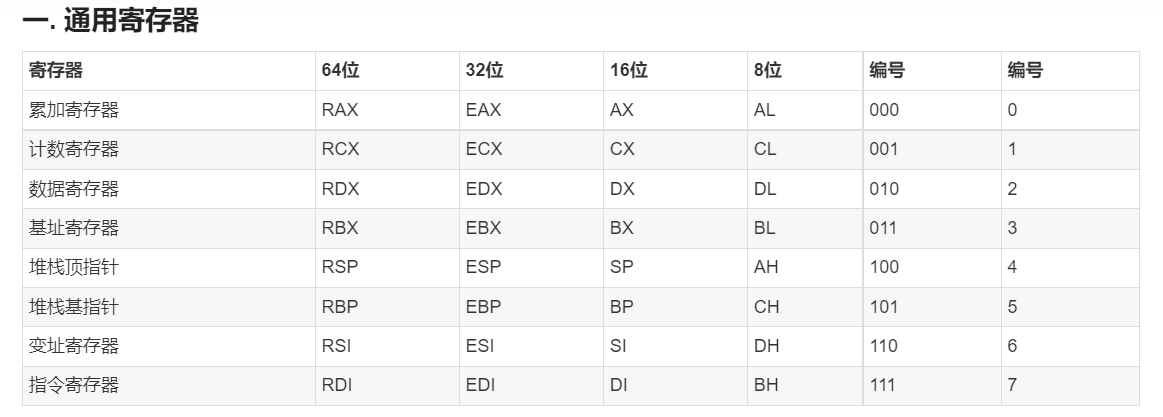 一. 通用寄存器
寄存器 64位 32位 16位 8位 编号 编号
累加寄存器 RAX EAX AX AL 000 0
计数寄存器 RCX ECX CX CL 001 1
数据寄存器 RDX EDX DX DL 010 2
基址寄存器 RBX EBX BX BL 011 3
堆栈顶指针 RSP ESP SP AH 100 4
堆栈基指针 RBP EBP BP CH 101 5
变址寄存器 RSI ESI SI DH 110 6
指令寄存器 RDI EDI DI BH 111 7